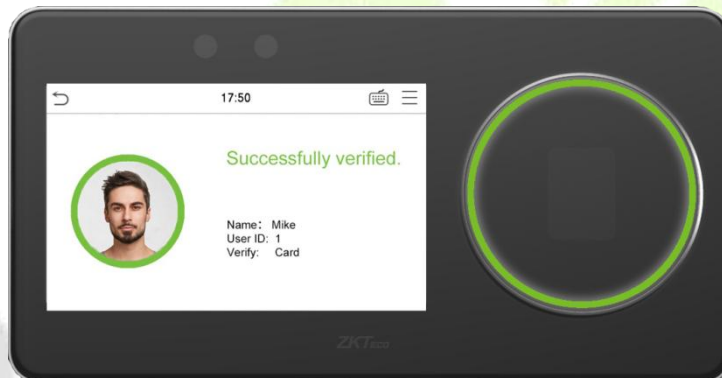 17:50
Successfully verified.
Name: Mike
User ID: 1
Verify: Card
ZKTeco